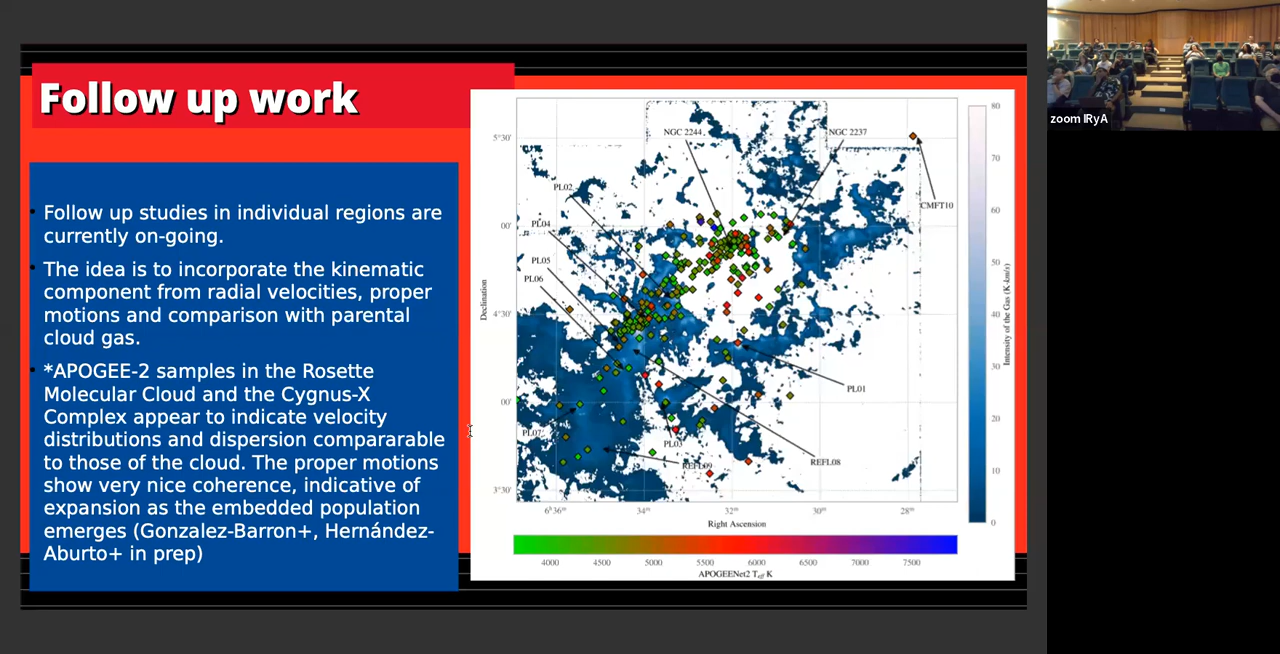 Follow up work
Follow up studies in individual regions are
currently on-going.
The idea is to incorporate the kinematic
component from radial velocities, proper
motions and comparison with parental
cloud gas.
*APOGEE-2 samples in the Rosette
Molecular Cloud and the Cygnus-X
Complex appear to indicate velocity
distributions and dispersion compararable
to those of the cloud. The proper motions
show very nice coherence, indicative of
expansion as the embedded population
emerges (Gonzalez-Barron+, Hernández-
Aburto+ in prep)
NGC 2244
NGC 2237
PL02
PL04
PL05
PL06
CMFT10
PL01
PL07
PL03
REFL09
REFL08
5°30'
00'
4°30'
00'
3°30'
Declination
6ʰ36ᵐ
34ᵐ
32ᵐ
30ᵐ
28ᵐ
Right Ascension
80
70
60
50
40
30
20
10
0
Intensity of the Gas (K·km/s)
4000
4500
5000
5500
6000
6500
7000
7500
APOGEENet2 Teff K
zoom IRyA